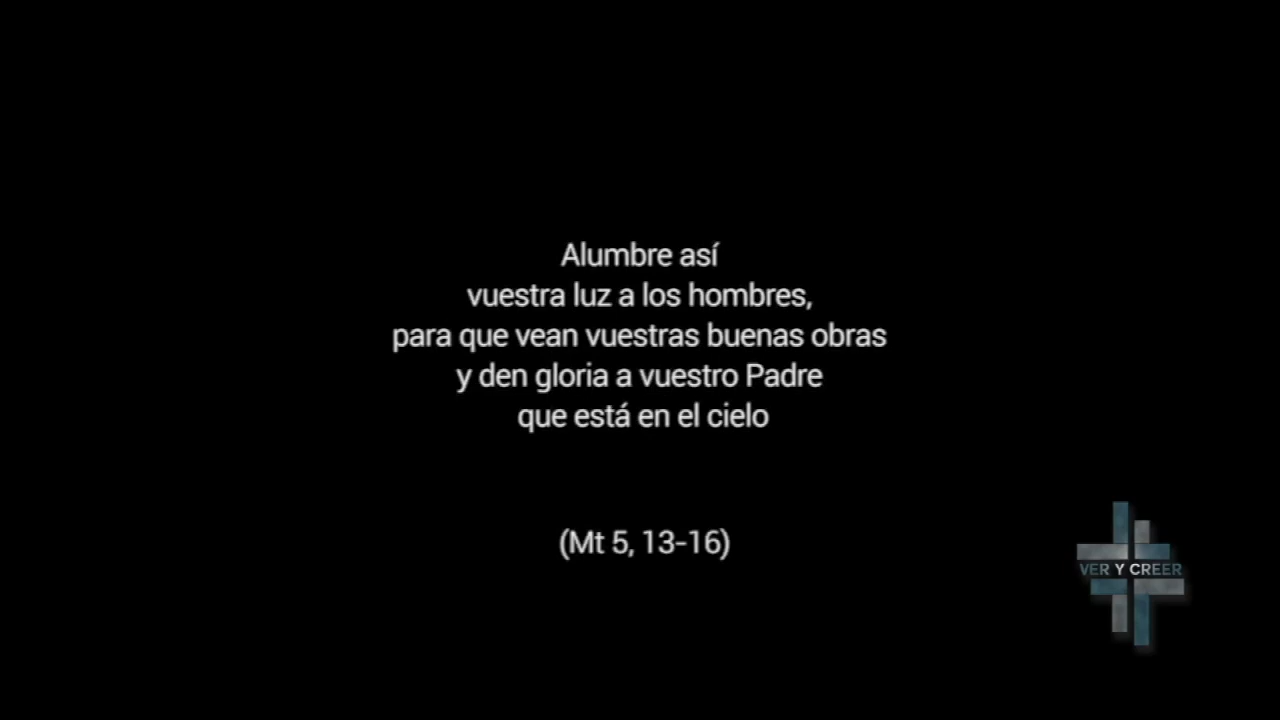 Alumbre así
vuestra luz a los hombres,
para que vean vuestras buenas obras
y den gloria a vuestro Padre
que está en el cielo
(Mt 5, 13-16)
VER Y CREER